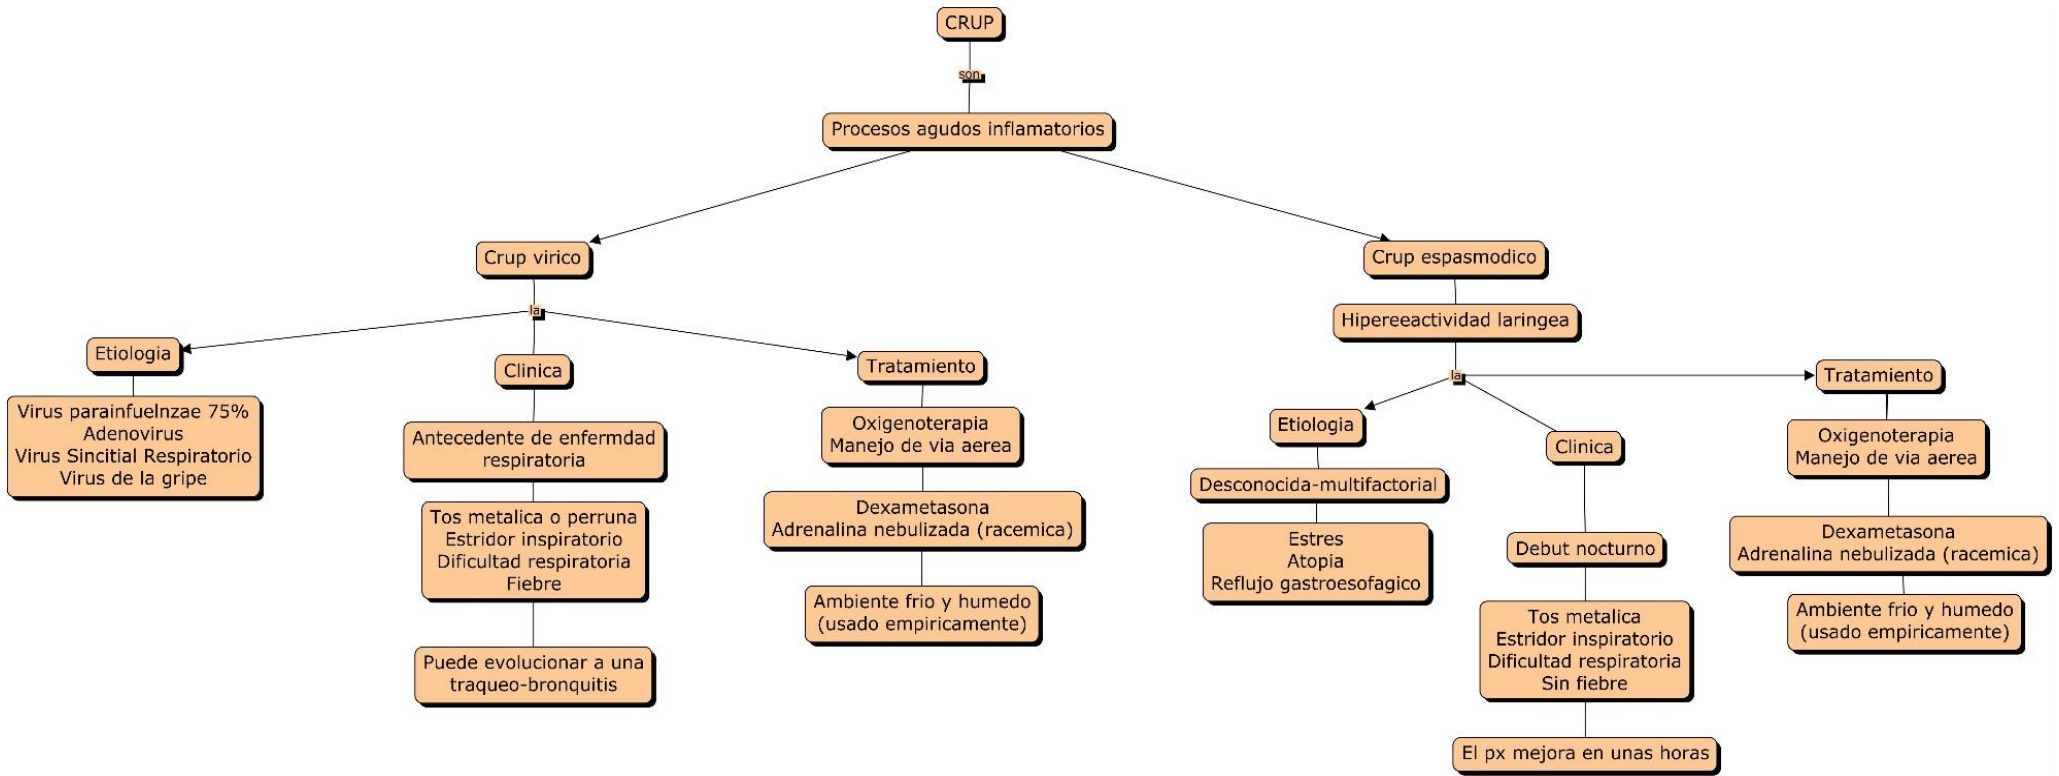 CRUP
son
Procesos agudos inflamatorios
Crup virico
la
Etiologia
Virus parainfuelnzae 75%
Adenovirus
Virus Sincitial Respiratorio
Virus de la gripe
Clinica
Antecedente de enfermdad
respiratoria
Tos metalica o perruna
Estridor inspiratorio
Dificultad respiratoria
Fiebre
Puede evolucionar a una
traqueo-bronquitis
Tratamiento
Oxigenoterapia
Manejo de via aerea
Dexametasona
Adrenalina nebulizada (racemica)
Ambiente frio y humedo
(usado empiricamente)
Crup espasmodico
Hipereeactividad laringea
la
Etiologia
Desconocida-multifactorial
Estres
Atopia
Reflujo gastroesofagico
Clinica
Debut nocturno
Tos metalica
Estridor inspiratorio
Dificultad respiratoria
Sin fiebre
El px mejora en unas horas
Tratamiento
Oxigenoterapia
Manejo de via aerea
Dexametasona
Adrenalina nebulizada (racemica)
Ambiente frio y humedo
(usado empiricamente)